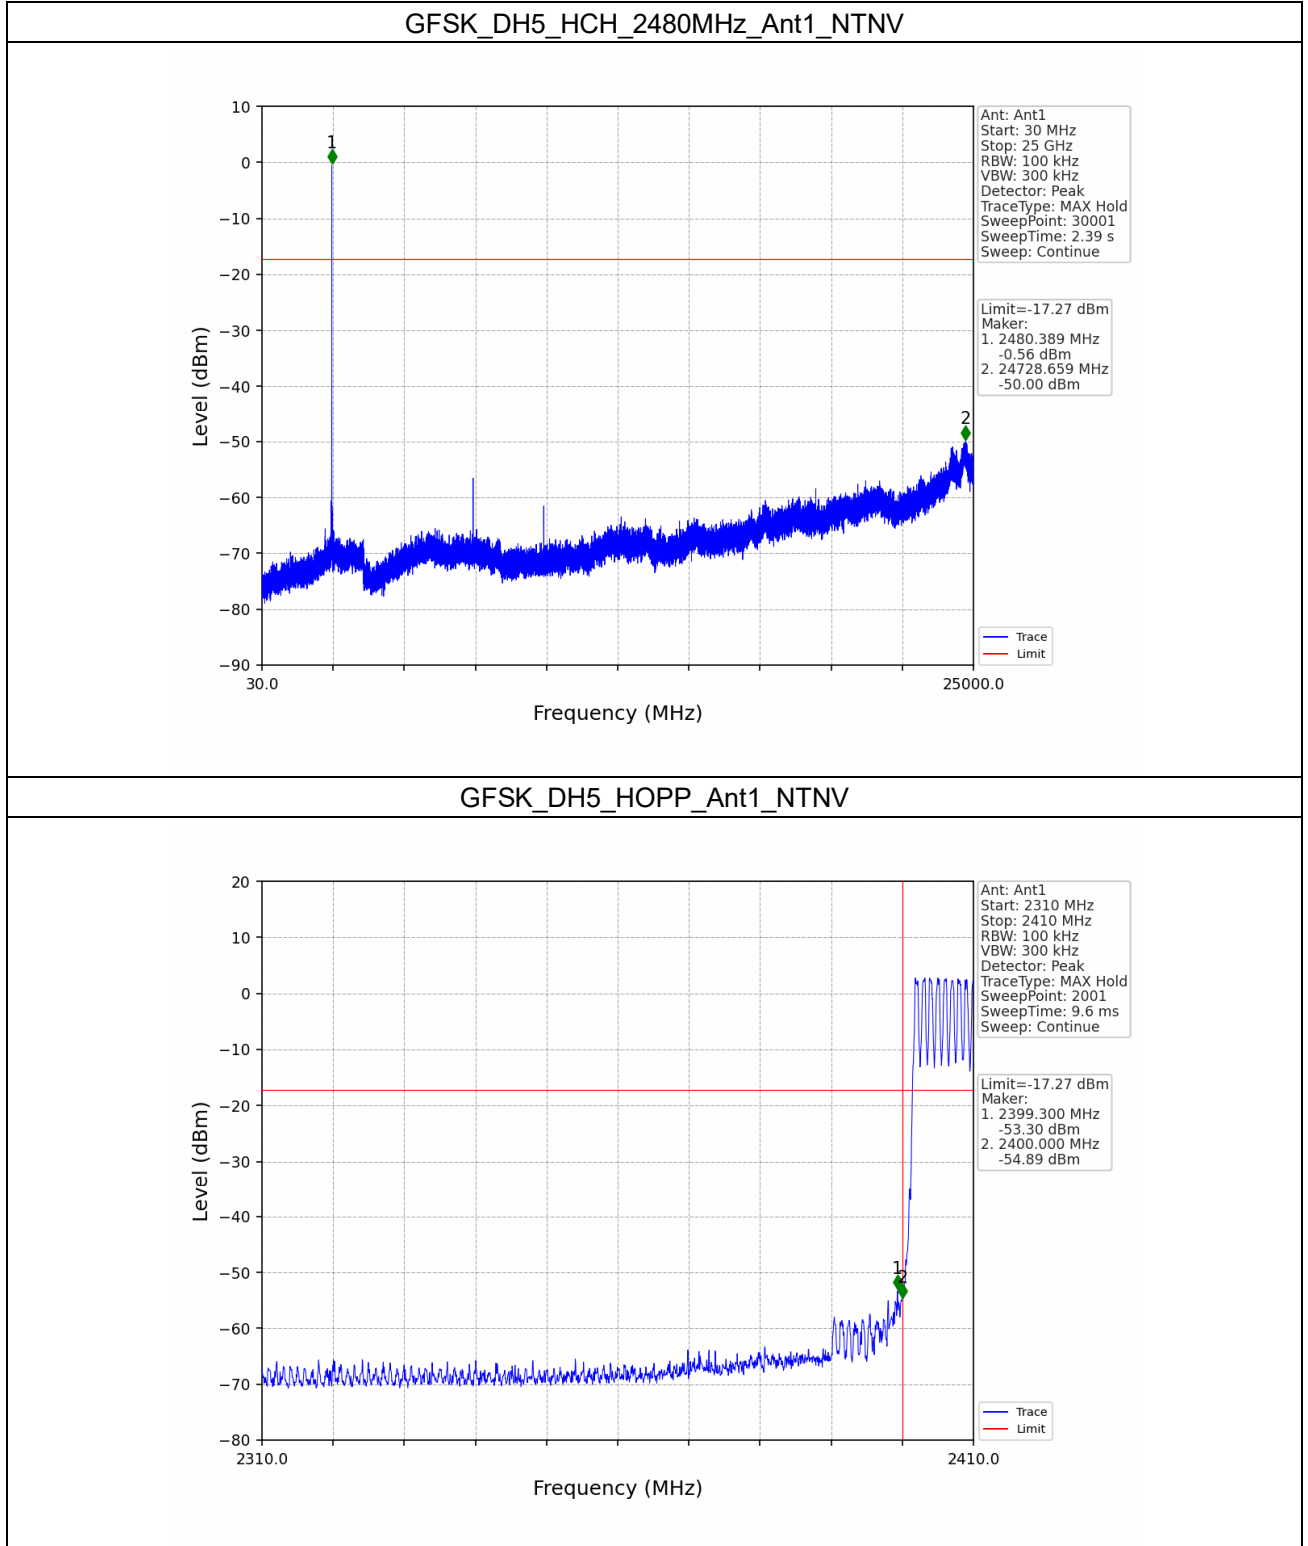 GFSK_DH5_HCH_2480MHz_Ant1_NTNV
10
0
−10
−20
−30
−40
−50
−60
−70
−80
−90
Level (dBm)
1
2
30.0
25000.0
Frequency (MHz)
Ant: Ant1
Start: 30 MHz
Stop: 25 GHz
RBW: 100 kHz
VBW: 300 kHz
Detector: Peak
TraceType: MAX Hold
SweepPoint: 30001
SweepTime: 2.39 s
Sweep: Continue
Limit=-17.27 dBm
Maker:
1. 2480.389 MHz
-0.56 dBm
2. 24728.659 MHz
-50.00 dBm
Trace
Limit
GFSK_DH5_HOPP_Ant1_NTNV
20
10
0
−10
−20
−30
−40
−50
−60
−70
−80
Level (dBm)
1
2
2310.0
2410.0
Frequency (MHz)
Ant: Ant1
Start: 2310 MHz
Stop: 2410 MHz
RBW: 100 kHz
VBW: 300 kHz
Detector: Peak
TraceType: MAX Hold
SweepPoint: 2001
SweepTime: 9.6 ms
Sweep: Continue
Limit=-17.27 dBm
Maker:
1. 2399.300 MHz
-53.30 dBm
2. 2400.000 MHz
-54.89 dBm
Trace
Limit